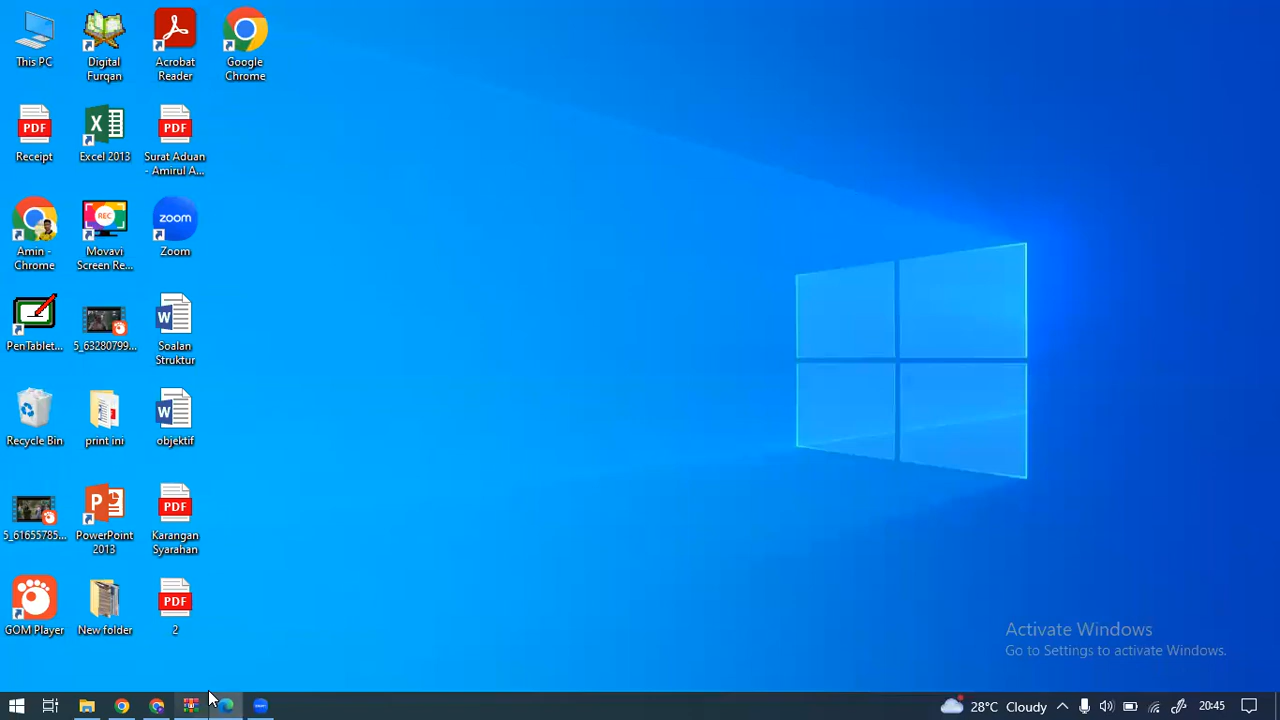 This PC
Digital
Furqan
Acrobat
Reader
Google
Chrome
PDF
Receipt
Excel 2013
PDF
Surat Aduan
- Amirul A...
Amin -
Chrome
REC
Movavi
Screen Re...
zoom
Zoom
PenTablet...
5_63280799...
Soalan
Struktur
Recycle Bin
print ini
objektif
5_61655785...
PowerPoint
2013
PDF
Karangan
Syarahan
GOM Player
New folder
PDF
2
Activate Windows
Go to Settings to activate Windows.
28°C Cloudy
20:45